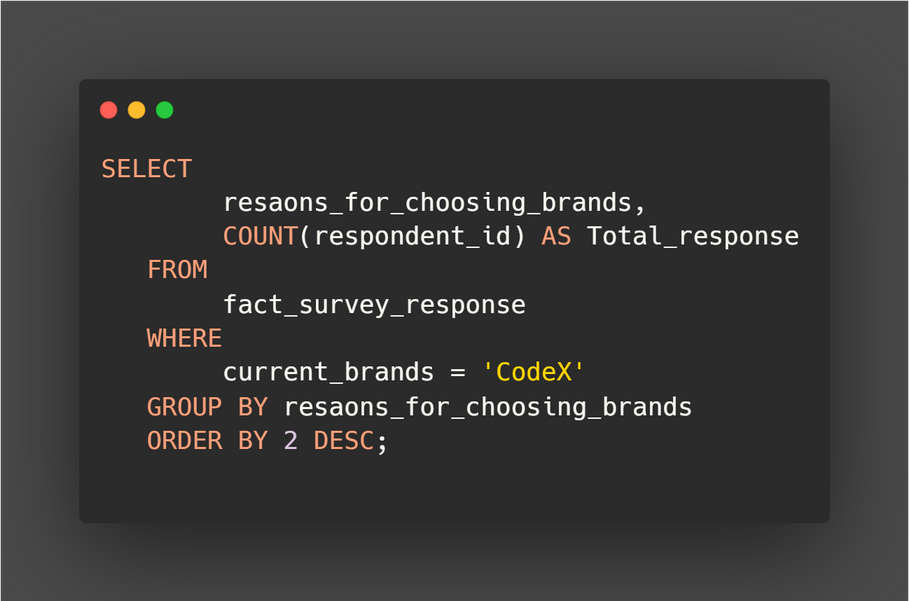 SELECT
resaons_for_choosing_brands,
COUNT(respondent_id) AS Total_response
FROM
fact_survey_response
WHERE
current_brands = 'CodeX'
GROUP BY resaons_for_choosing_brands
ORDER BY 2 DESC;